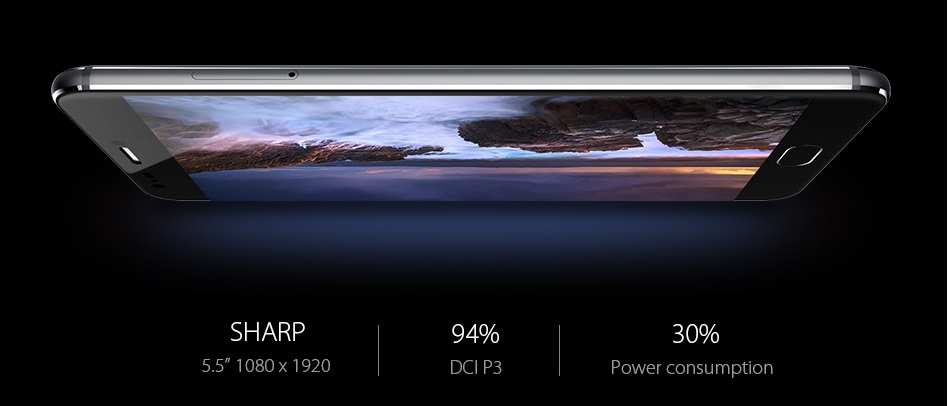 SHARP
5.5” 1080 x 1920
94%
DCI P3
30%
Power consumption